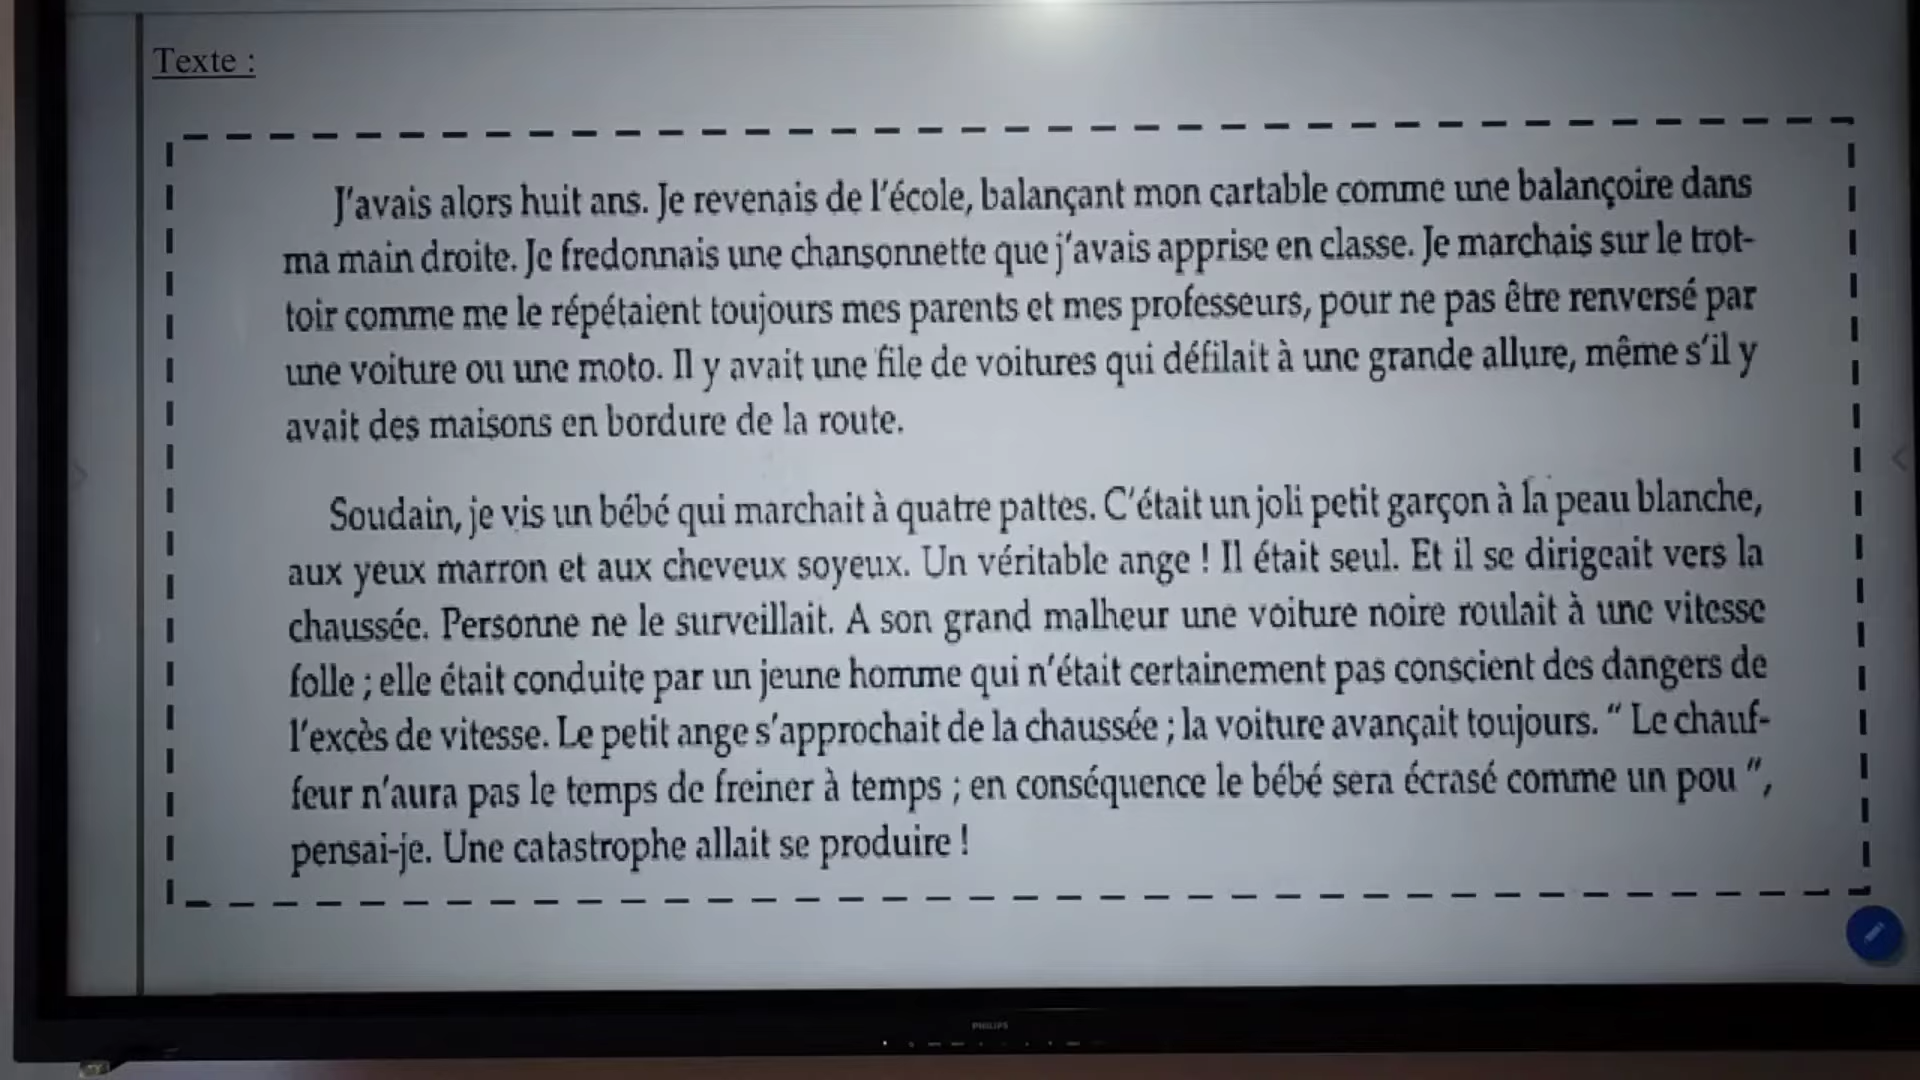 Texte :
J'avais alors huit ans. Je revenais de l'école, balançant mon cartable comme une balançoire dans
ma main droite. Je fredonnais une chansonnette que j'avais apprise en classe. Je marchais sur le trot-
toir comme me le répétaient toujours mes parents et mes professeurs, pour ne pas être renversé par
une voiture ou une moto. Il y avait une file de voitures qui défilait à une grande allure, même s'il y
avait des maisons en bordure de la route.
Soudain, je vis un bébé qui marchait à quatre pattes. C'était un joli petit garçon à la peau blanche,
aux yeux marron et aux cheveux soyeux. Un véritable ange ! Il était seul. Et il se dirigeait vers la
chaussée. Personne ne le surveillait. A son grand malheur une voiture noire roulait à une vitesse
folle ; elle était conduite par un jeune homme qui n'était certainement pas conscient des dangers de
l'excès de vitesse. Le petit ange s'approchait de la chaussée ; la voiture avançait toujours. “ Le chauf-
feur n'aura pas le temps de freiner à temps ; en conséquence le bébé sera écrasé comme un pou ”,
pensai-je. Une catastrophe allait se produire !
PHILIPS